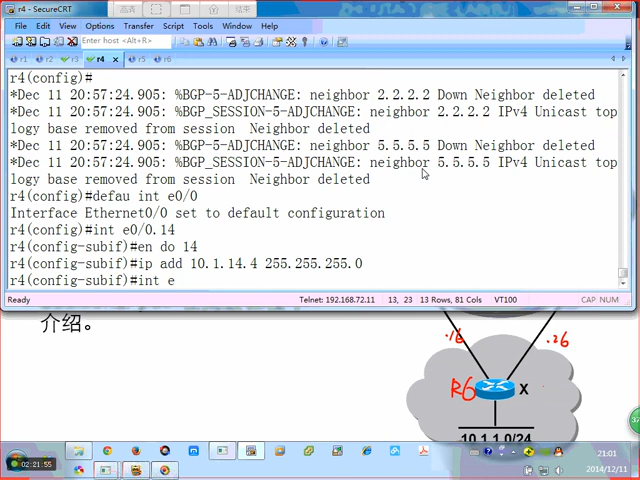 r4 - SecureCRT
File Edit View Options Transfer Script Tools Window Help
Enter host <Alt+R>
r1 r2 r3 r4 r5 r6
r4(config)#
*Dec 11 20:57:24.905: %BGP-5-ADJCHANGE: neighbor 2.2.2.2 Down Neighbor deleted
*Dec 11 20:57:24.905: %BGP_SESSION-5-ADJCHANGE: neighbor 2.2.2.2 IPv4 Unicast top
logy base removed from session  Neighbor deleted
*Dec 11 20:57:24.905: %BGP-5-ADJCHANGE: neighbor 5.5.5.5 Down Neighbor deleted
*Dec 11 20:57:24.905: %BGP_SESSION-5-ADJCHANGE: neighbor 5.5.5.5 IPv4 Unicast top
logy base removed from session  Neighbor deleted
r4(config)#defau int e0/0
Interface Ethernet0/0 set to default configuration
r4(config)#int e0/0.14
r4(config-subif)#en do 14
r4(config-subif)#ip add 10.1.14.4 255.255.255.0
r4(config-subif)#int e
Ready Telnet: 192.168.72.11 13, 23 13 Rows, 81 Cols VT100 CAP NUM
介绍。
.16 .26
R6 X
10.1.1.0/24
02:21:55
21:01
2014/12/11